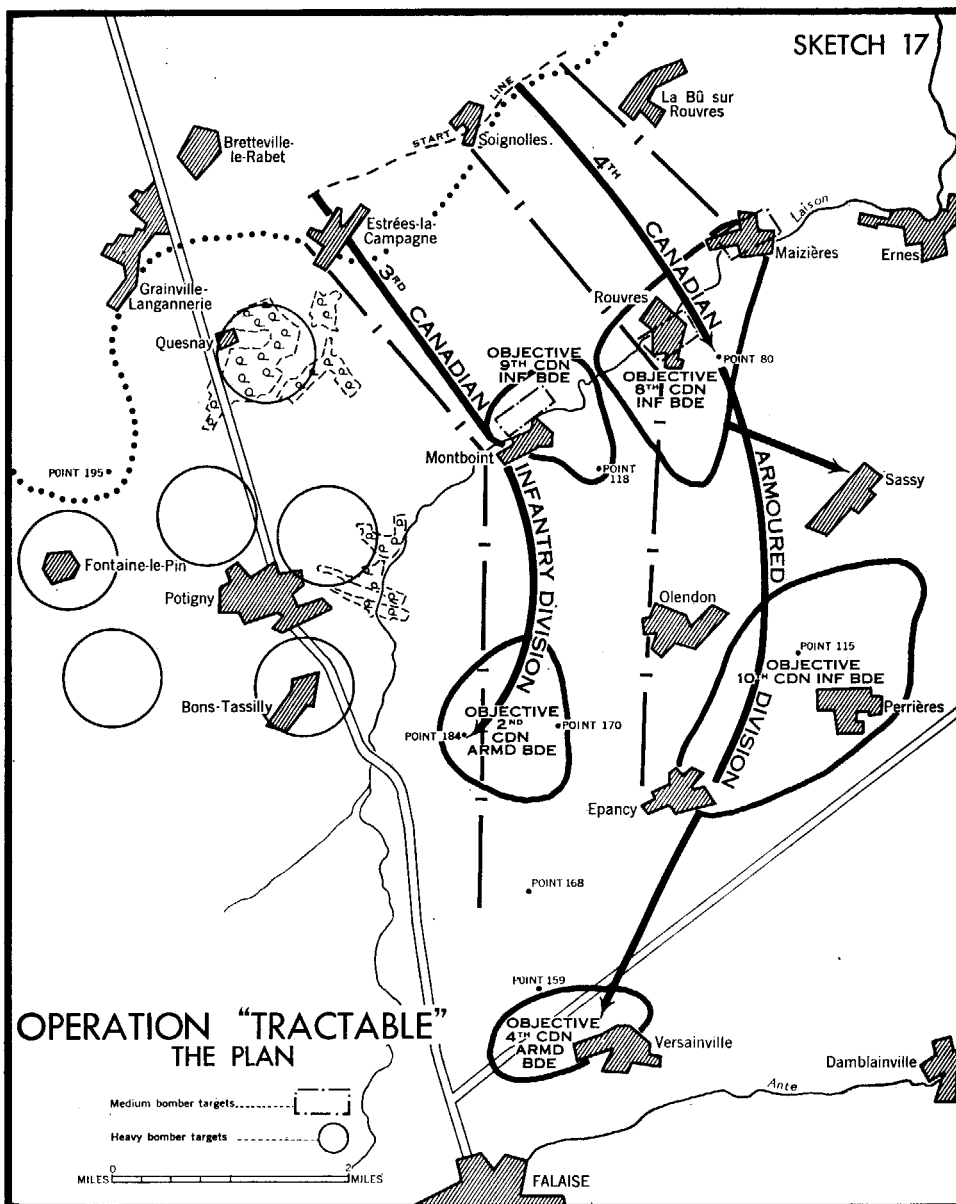 SKETCH 17
La Bû sur
Rouvres
START LINE
Soignolles
Bretteville-
le-Rabet
4TH CANADIAN ARMOURED DIVISION
Laison
Estrées-la-
Campagne
Maizières
Ernes
3RD CANADIAN INFANTRY DIVISION
Grainville-
Langannerie
Rouvres
Quesnay
OBJECTIVE
9TH CDN
INF BDE
POINT 80
OBJECTIVE
8TH CDN
INF BDE
Montboint
POINT
118
POINT 195
Sassy
Fontaine-le-Pin
Potigny
Olendon
POINT 115
OBJECTIVE
10TH CDN INF BDE
Bons-Tassilly
Perrières
OBJECTIVE
2ND
CDN
ARMD BDE
POINT 184
POINT 170
Epancy
POINT 168
POINT 159
OPERATION "TRACTABLE"
THE PLAN
OBJECTIVE
4TH CDN
ARMD
BDE
Versainville
Damblainville
Ante
Medium bomber targets
Heavy bomber targets
0 2
MILES MILES
FALAISE